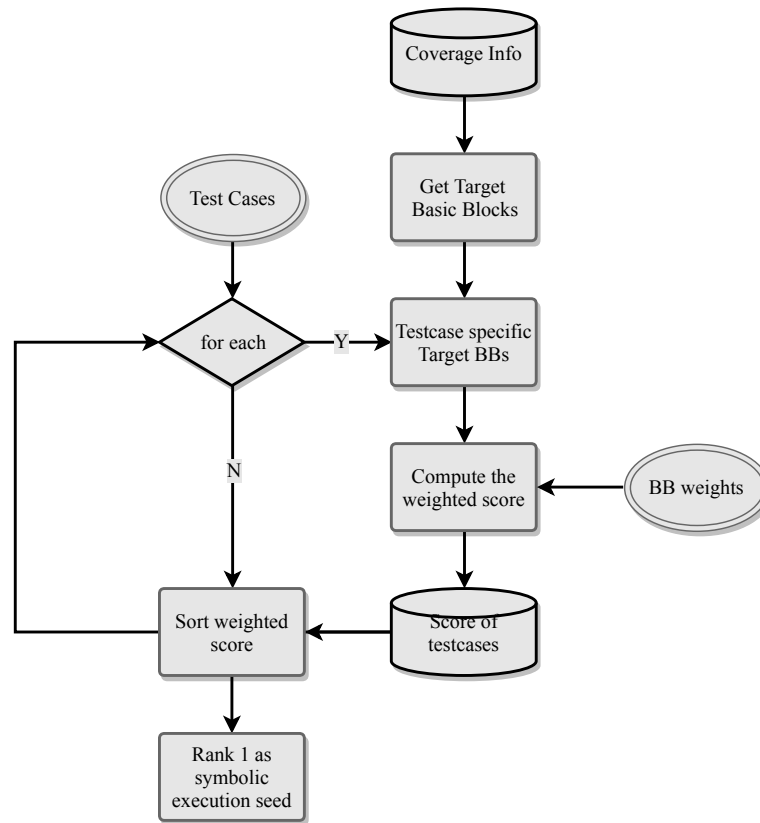 Coverage Info
Get Target
Basic Blocks
Test Cases
for each
Y
Testcase specific
Target BBs
N
Compute the
weighted score
BB weights
Sort weighted
score
Score of
testcases
Rank 1 as
symbolic
execution seed